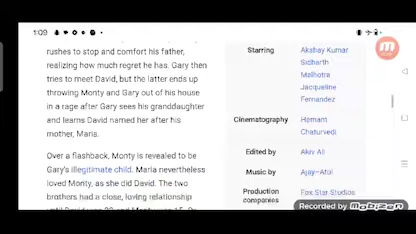 1:09
rushes to stop and comfort his father,
realizing how much regret he has. Gary then
tries to meet David, but the latter ends up
throwing Monty and Gary out of his house
in a rage after Gary sees his granddaughter
and learns David named her after his
mother, Maria.
Over a flashback, Monty is revealed to be
Gary's illegitimate child. Maria nevertheless
loved Monty, as she did David. The two
brothers had a close, loving relationship
Starring
Akshay Kumar
Sidharth
Malhotra
Jacqueline
Fernandez
Cinematography
Hemant
Chaturvedi
Edited by
Akiv Ali
Music by
Ajay–Atul
Production
companies
Fox Star Studios
Recorded by
Mobizen